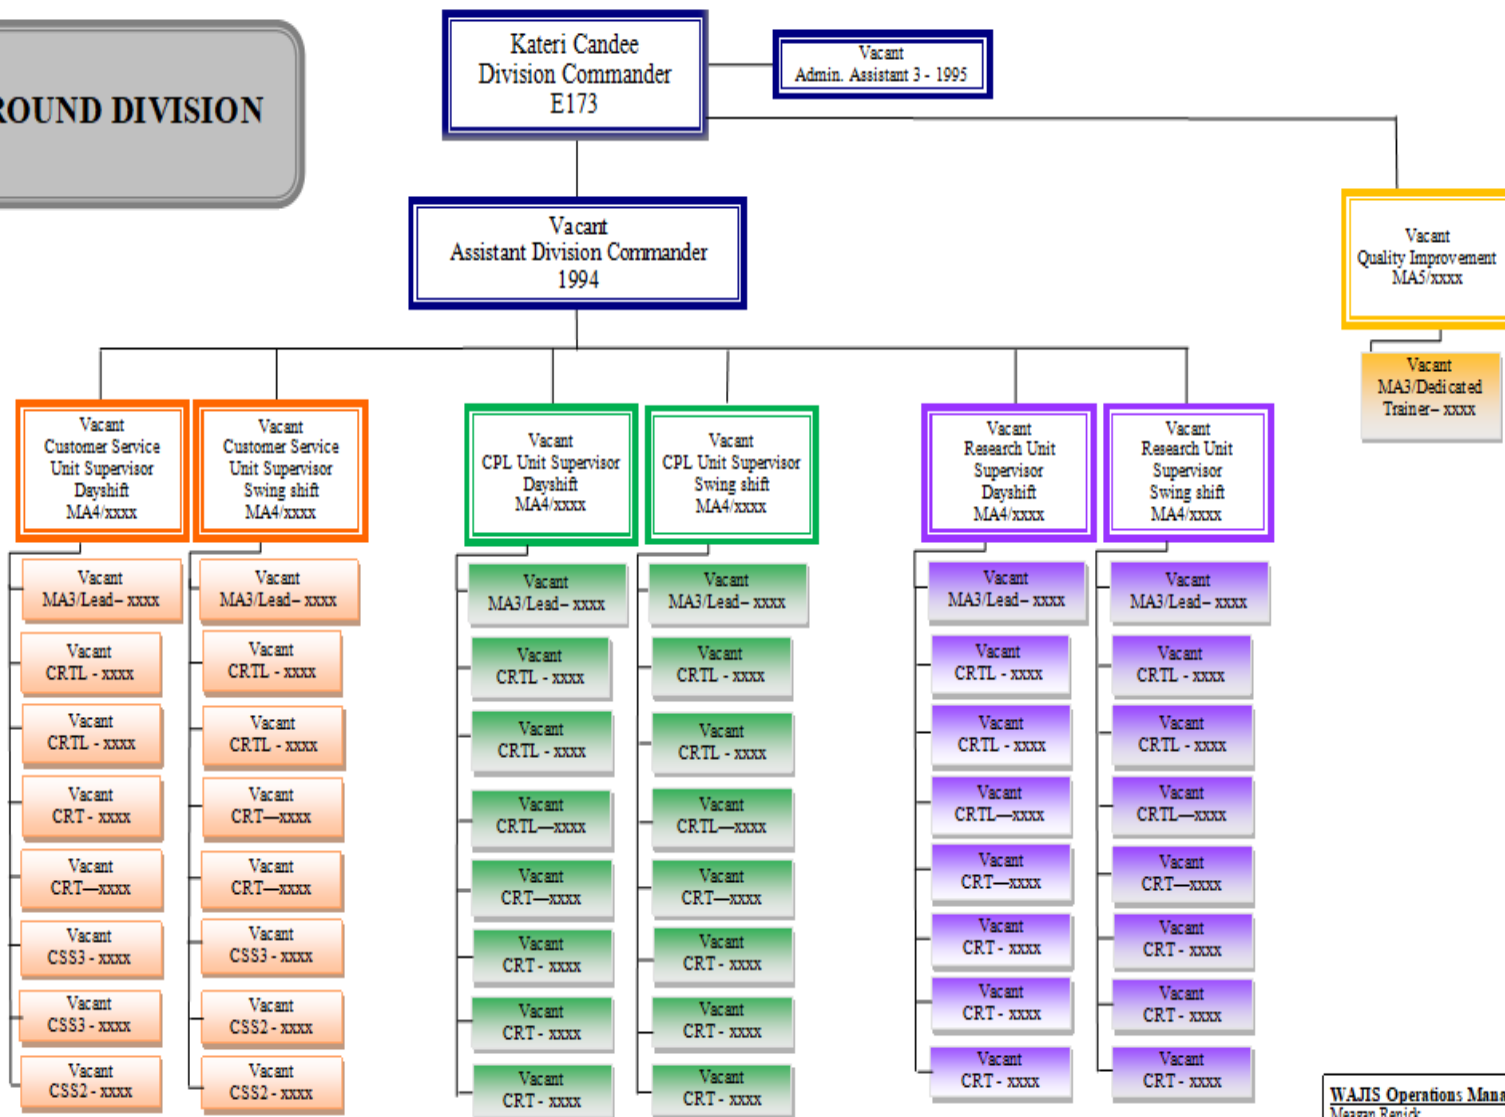 ROUND DIVISION
Kateri Candee
Division Commander
E173
Vacant
Admin. Assistant 3 - 1995
Vacant
Assistant Division Commander
1994
Vacant
Quality Improvement
MA5/xxxx
Vacant
MA3/Dedicated
Trainer– xxxx
Vacant
Customer Service
Unit Supervisor
Dayshift
MA4/xxxx
Vacant
MA3/Lead– xxxx
Vacant
CRTL - xxxx
Vacant
CRTL - xxxx
Vacant
CRT - xxxx
Vacant
CRT—xxxx
Vacant
CSS3 - xxxx
Vacant
CSS3 - xxxx
Vacant
CSS2 - xxxx
Vacant
Customer Service
Unit Supervisor
Swing shift
MA4/xxxx
Vacant
MA3/Lead– xxxx
Vacant
CRTL - xxxx
Vacant
CRTL - xxxx
Vacant
CRT—xxxx
Vacant
CRT—xxxx
Vacant
CSS3 - xxxx
Vacant
CSS2 - xxxx
Vacant
CSS2 - xxxx
Vacant
CPL Unit Supervisor
Dayshift
MA4/xxxx
Vacant
MA3/Lead– xxxx
Vacant
CRTL - xxxx
Vacant
CRTL - xxxx
Vacant
CRTL—xxxx
Vacant
CRT—xxxx
Vacant
CRT - xxxx
Vacant
CRT - xxxx
Vacant
CRT - xxxx
Vacant
CPL Unit Supervisor
Swing shift
MA4/xxxx
Vacant
MA3/Lead– xxxx
Vacant
CRTL - xxxx
Vacant
CRTL - xxxx
Vacant
CRTL—xxxx
Vacant
CRT—xxxx
Vacant
CRT - xxxx
Vacant
CRT - xxxx
Vacant
CRT - xxxx
Vacant
Research Unit
Supervisor
Dayshift
MA4/xxxx
Vacant
MA3/Lead– xxxx
Vacant
CRTL - xxxx
Vacant
CRTL - xxxx
Vacant
CRTL—xxxx
Vacant
CRT—xxxx
Vacant
CRT - xxxx
Vacant
CRT - xxxx
Vacant
CRT - xxxx
Vacant
Research Unit
Supervisor
Swing shift
MA4/xxxx
Vacant
MA3/Lead– xxxx
Vacant
CRTL - xxxx
Vacant
CRTL - xxxx
Vacant
CRTL—xxxx
Vacant
CRT—xxxx
Vacant
CRT - xxxx
Vacant
CRT - xxxx
Vacant
CRT - xxxx
WAJIS Operations Mana
Meagan Renick